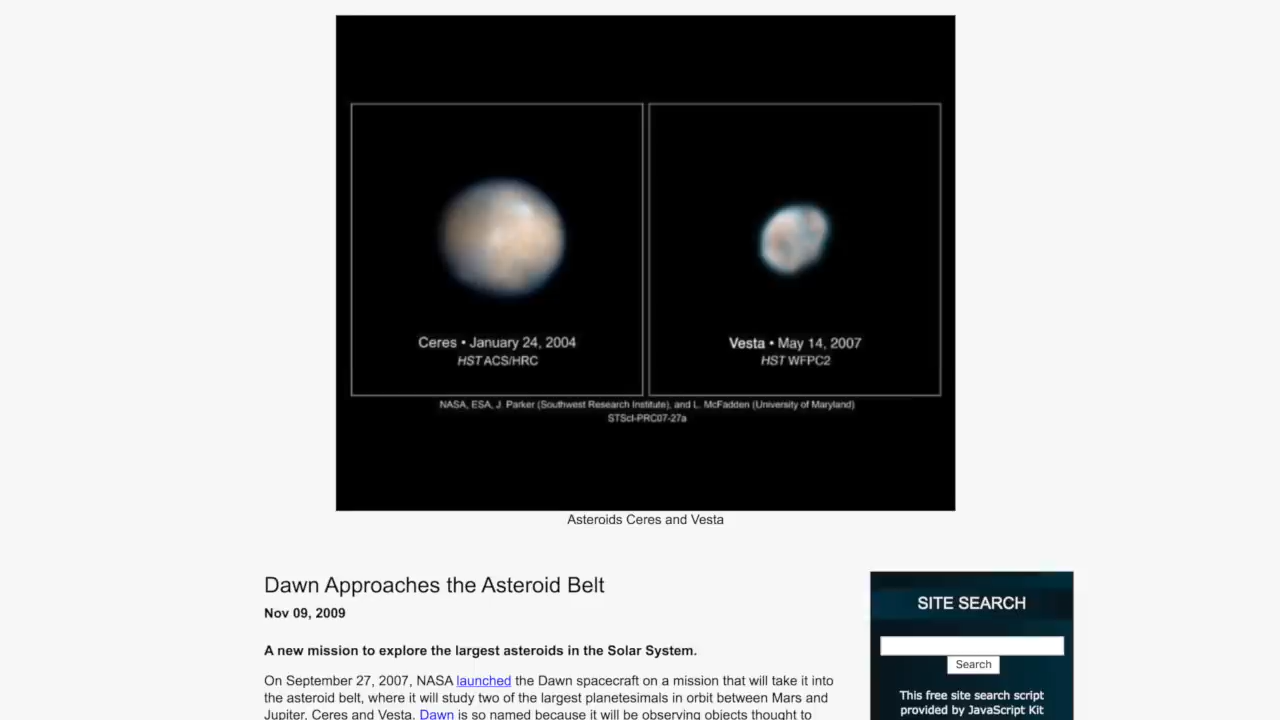 Ceres • January 24, 2004
HST ACS/HRC
Vesta • May 14, 2007
HST WFPC2
NASA, ESA, J. Parker (Southwest Research Institute), and L. McFadden (University of Maryland)
STScI-PRC07-27a
Asteroids Ceres and Vesta
Dawn Approaches the Asteroid Belt
Nov 09, 2009
A new mission to explore the largest asteroids in the Solar System.
On September 27, 2007, NASA launched the Dawn spacecraft on a mission that will take it into
the asteroid belt, where it will study two of the largest planetesimals in orbit between Mars and
Jupiter, Ceres and Vesta. Dawn is so named because it will be observing objects thought to
SITE SEARCH
Search
This free site search script
provided by JavaScript Kit